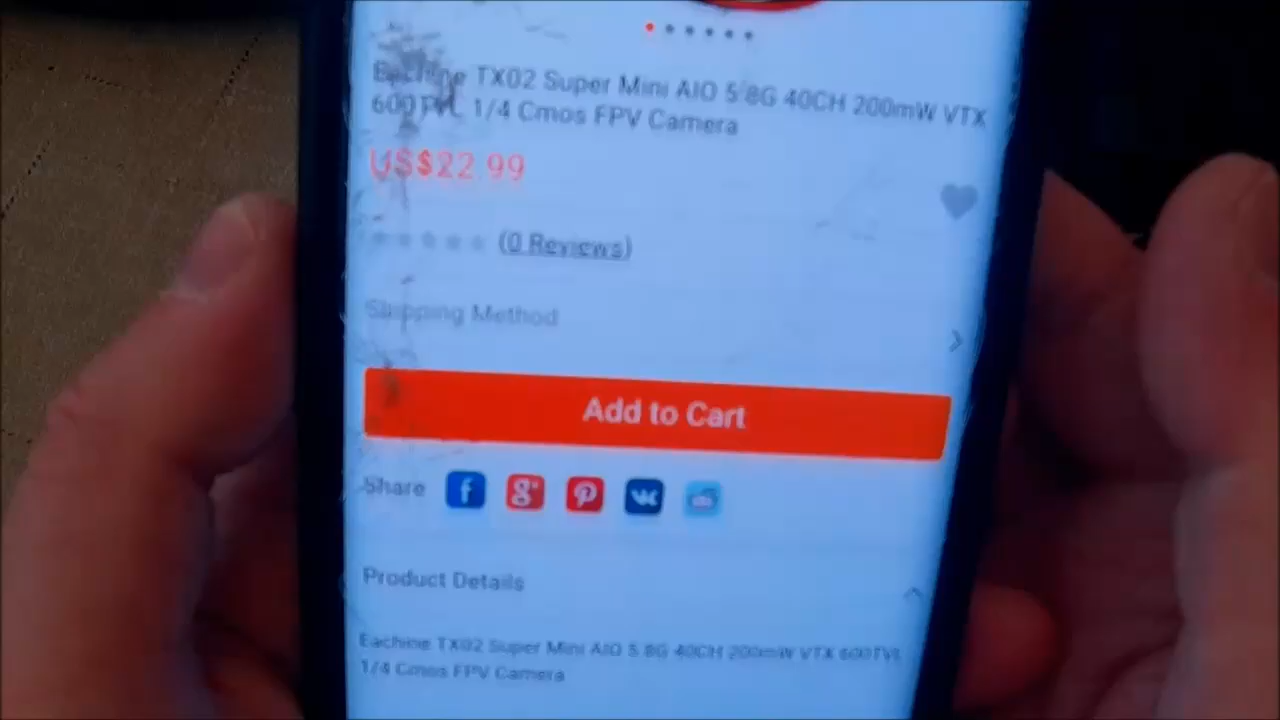 Eachine TX02 Super Mini AIO 5.8G 40CH 200mW VTX
600TVL 1/4 Cmos FPV Camera
US$22.99
(0 Reviews)
Shipping Method
Add to Cart
Share
Product Details
Eachine TX02 Super Mini AIO 5.8G 40CH 200mW VTX 600TVL
1/4 Cmos FPV Camera